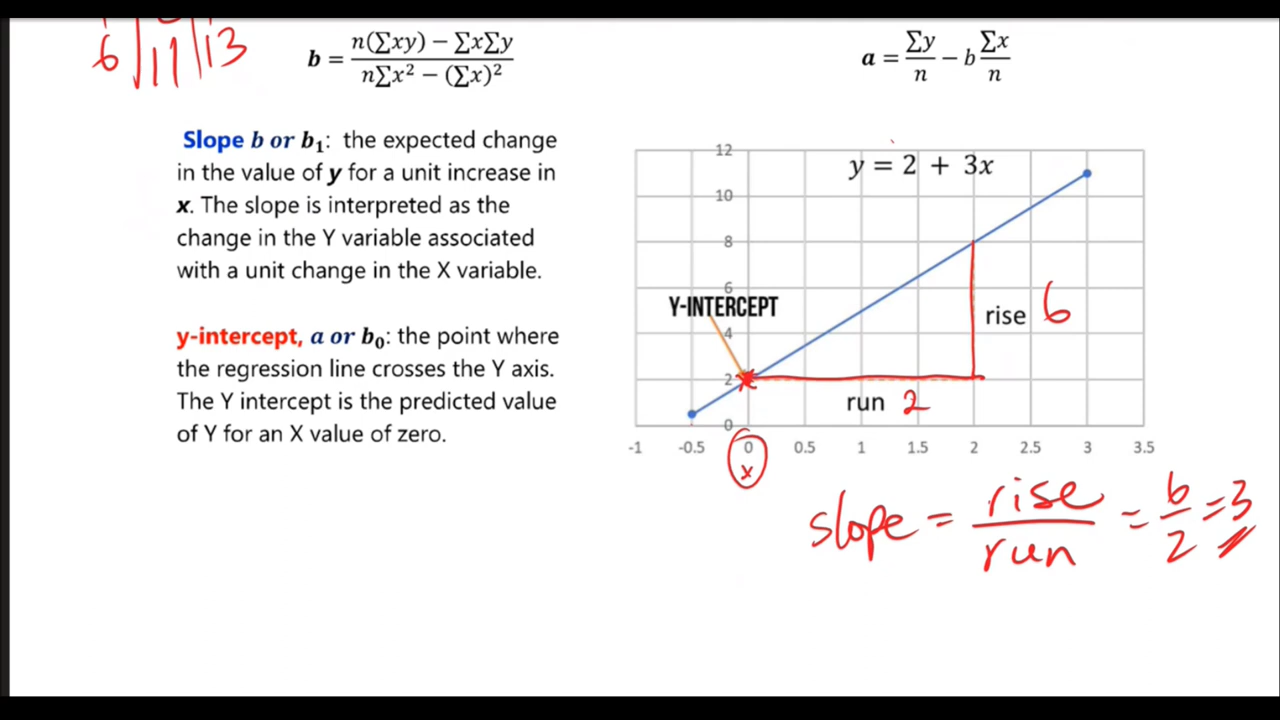 6 | 11 | 13
b = n(∑xy) − ∑x∑y / n∑x² − (∑x)²
a = ∑y/n − b ∑x/n
Slope b or b₁: the expected change
in the value of y for a unit increase in
x. The slope is interpreted as the
change in the Y variable associated
with a unit change in the X variable.
y-intercept, a or b₀: the point where
the regression line crosses the Y axis.
The Y intercept is the predicted value
of Y for an X value of zero.
y = 2 + 3x
12
10
8
6
Y-INTERCEPT
4
2
0
rise 6
run 2
-1 -0.5 0 0.5 1 1.5 2 2.5 3 3.5
x
slope = rise/run = 6/2 = 3